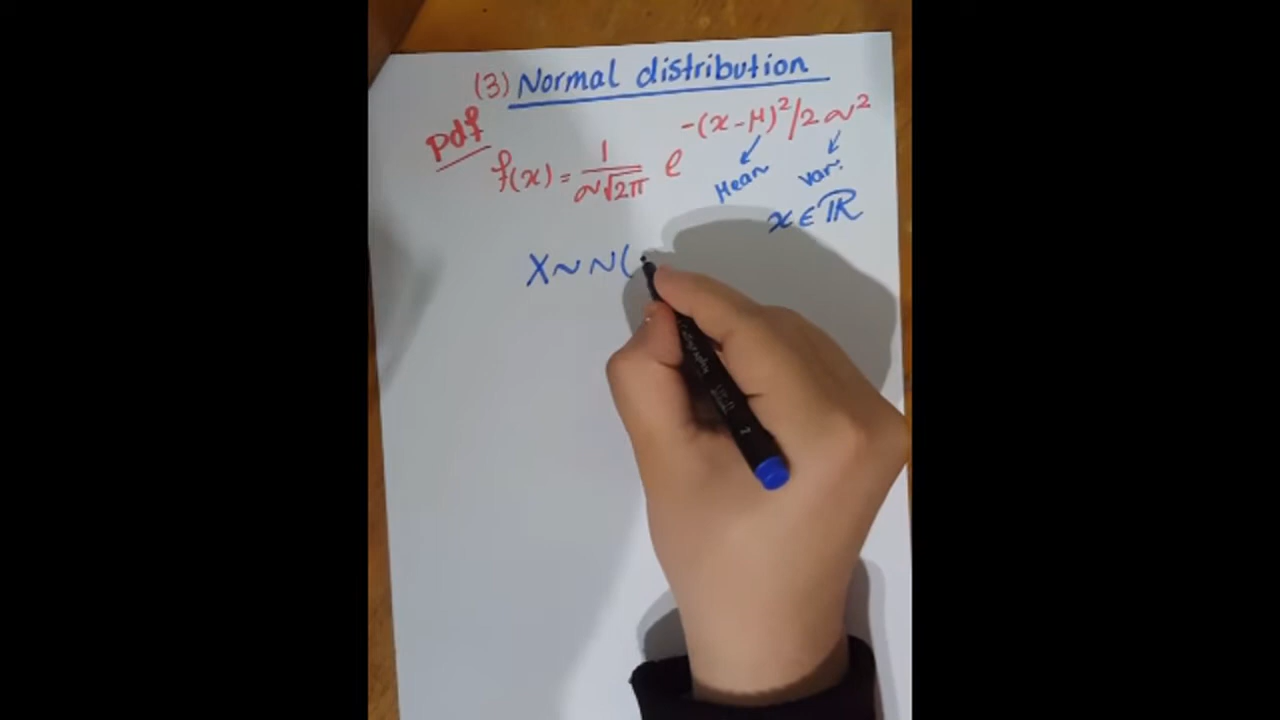 (3) Normal distribution
pdf
f(x) = 1/σ√2π e^-(x-μ)²/2σ²
Mean Var.
x ∈ ℝ
X ~ N(